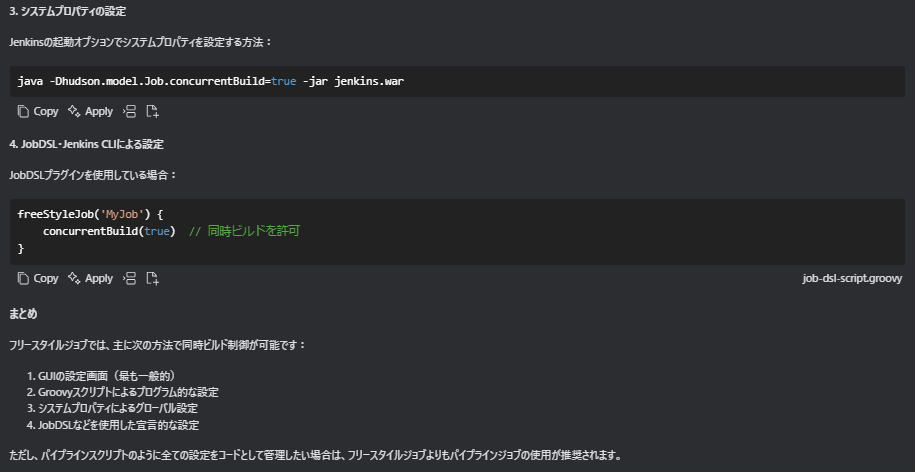 3. システムプロパティの設定
Jenkinsの起動オプションでシステムプロパティを設定する方法：
java -Dhudson.model.Job.concurrentBuild=true -jar jenkins.war
Copy Apply
4. JobDSL・Jenkins CLIによる設定
JobDSLプラグインを使用している場合：
freeStyleJob('MyJob') {
    concurrentBuild(true)  // 同時ビルドを許可
}
Copy Apply job-dsl-script.groovy
まとめ
フリースタイルジョブでは、主に次の方法で同時ビルド制御が可能です：
1. GUIの設定画面（最も一般的）
2. Groovyスクリプトによるプログラム的な設定
3. システムプロパティによるグローバル設定
4. JobDSLなどを使用した宣言的な設定
ただし、パイプラインスクリプトのように全ての設定をコードとして管理したい場合は、フリースタイルジョブよりもパイプラインジョブの使用が推奨されます。